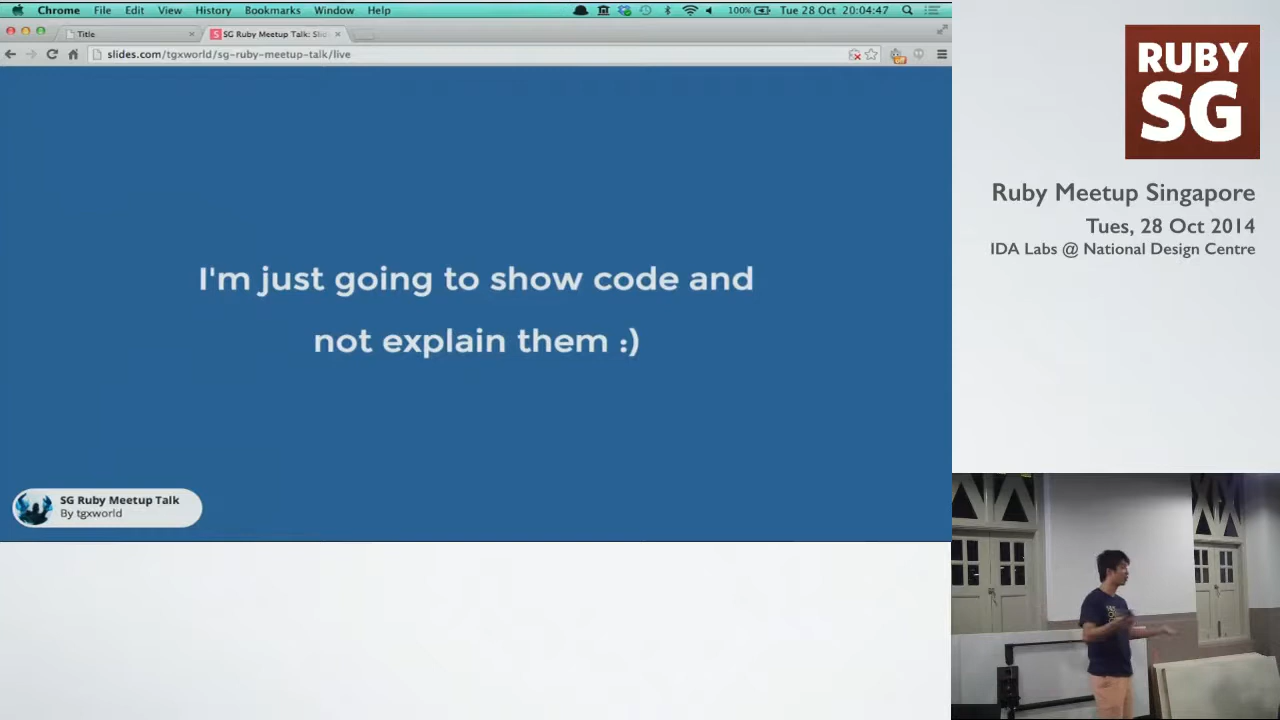 Chrome File Edit View History Bookmarks Window Help 100% Tue 28 Oct 20:04:47
Title
SG Ruby Meetup Talk: Sli
slides.com/tgxworld/sg-ruby-meetup-talk/live
I'm just going to show code and
not explain them :)
SG Ruby Meetup Talk
By tgxworld
RUBY
SG
Ruby Meetup Singapore
Tues, 28 Oct 2014
IDA Labs @ National Design Centre